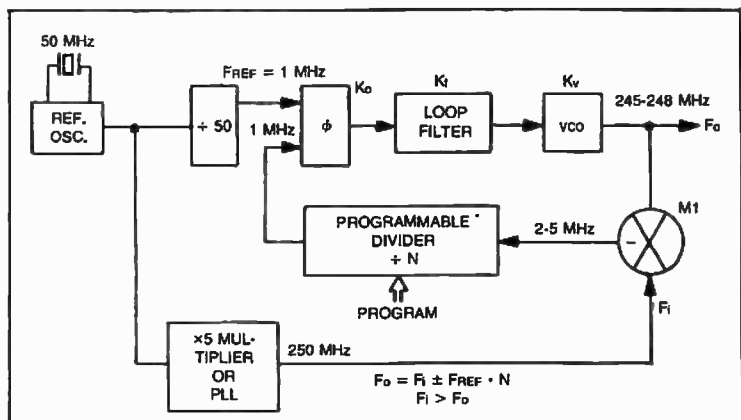 50 MHz
REF.
OSC.
FREF = 1 MHz
÷ 50
1 MHz
Kø
ϕ
Kf
LOOP
FILTER
Kv
VCO
245-248 MHz
Fo
M1
−
2-5 MHz
PROGRAMMABLE
DIVIDER
÷ N
PROGRAM
Fi
×5 MUL-
TIPLIER
OR
PLL
250 MHz
Fo = Fi ± FREF · N
Fi > Fo